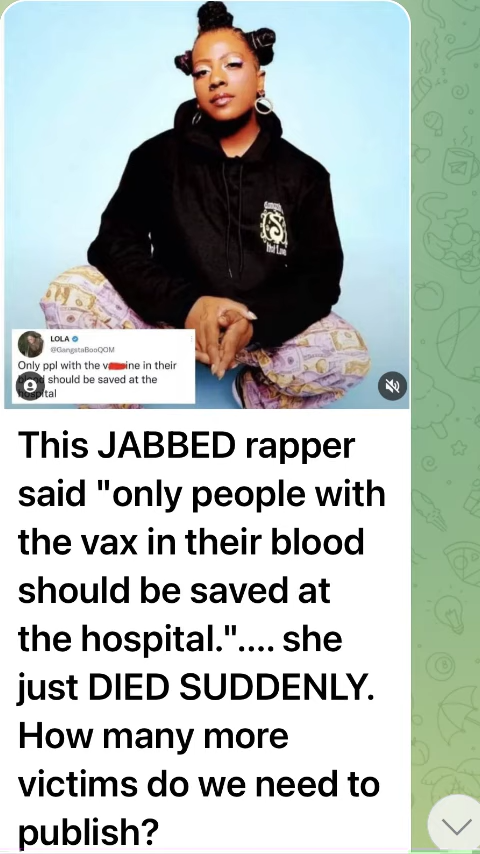 LOLA
@GangstaBooQOM
Only ppl with the v ine in their
should be saved at the
hospital
This JABBED rapper
said "only people with
the vax in their blood
should be saved at
the hospital.".... she
just DIED SUDDENLY.
How many more
victims do we need to
publish?